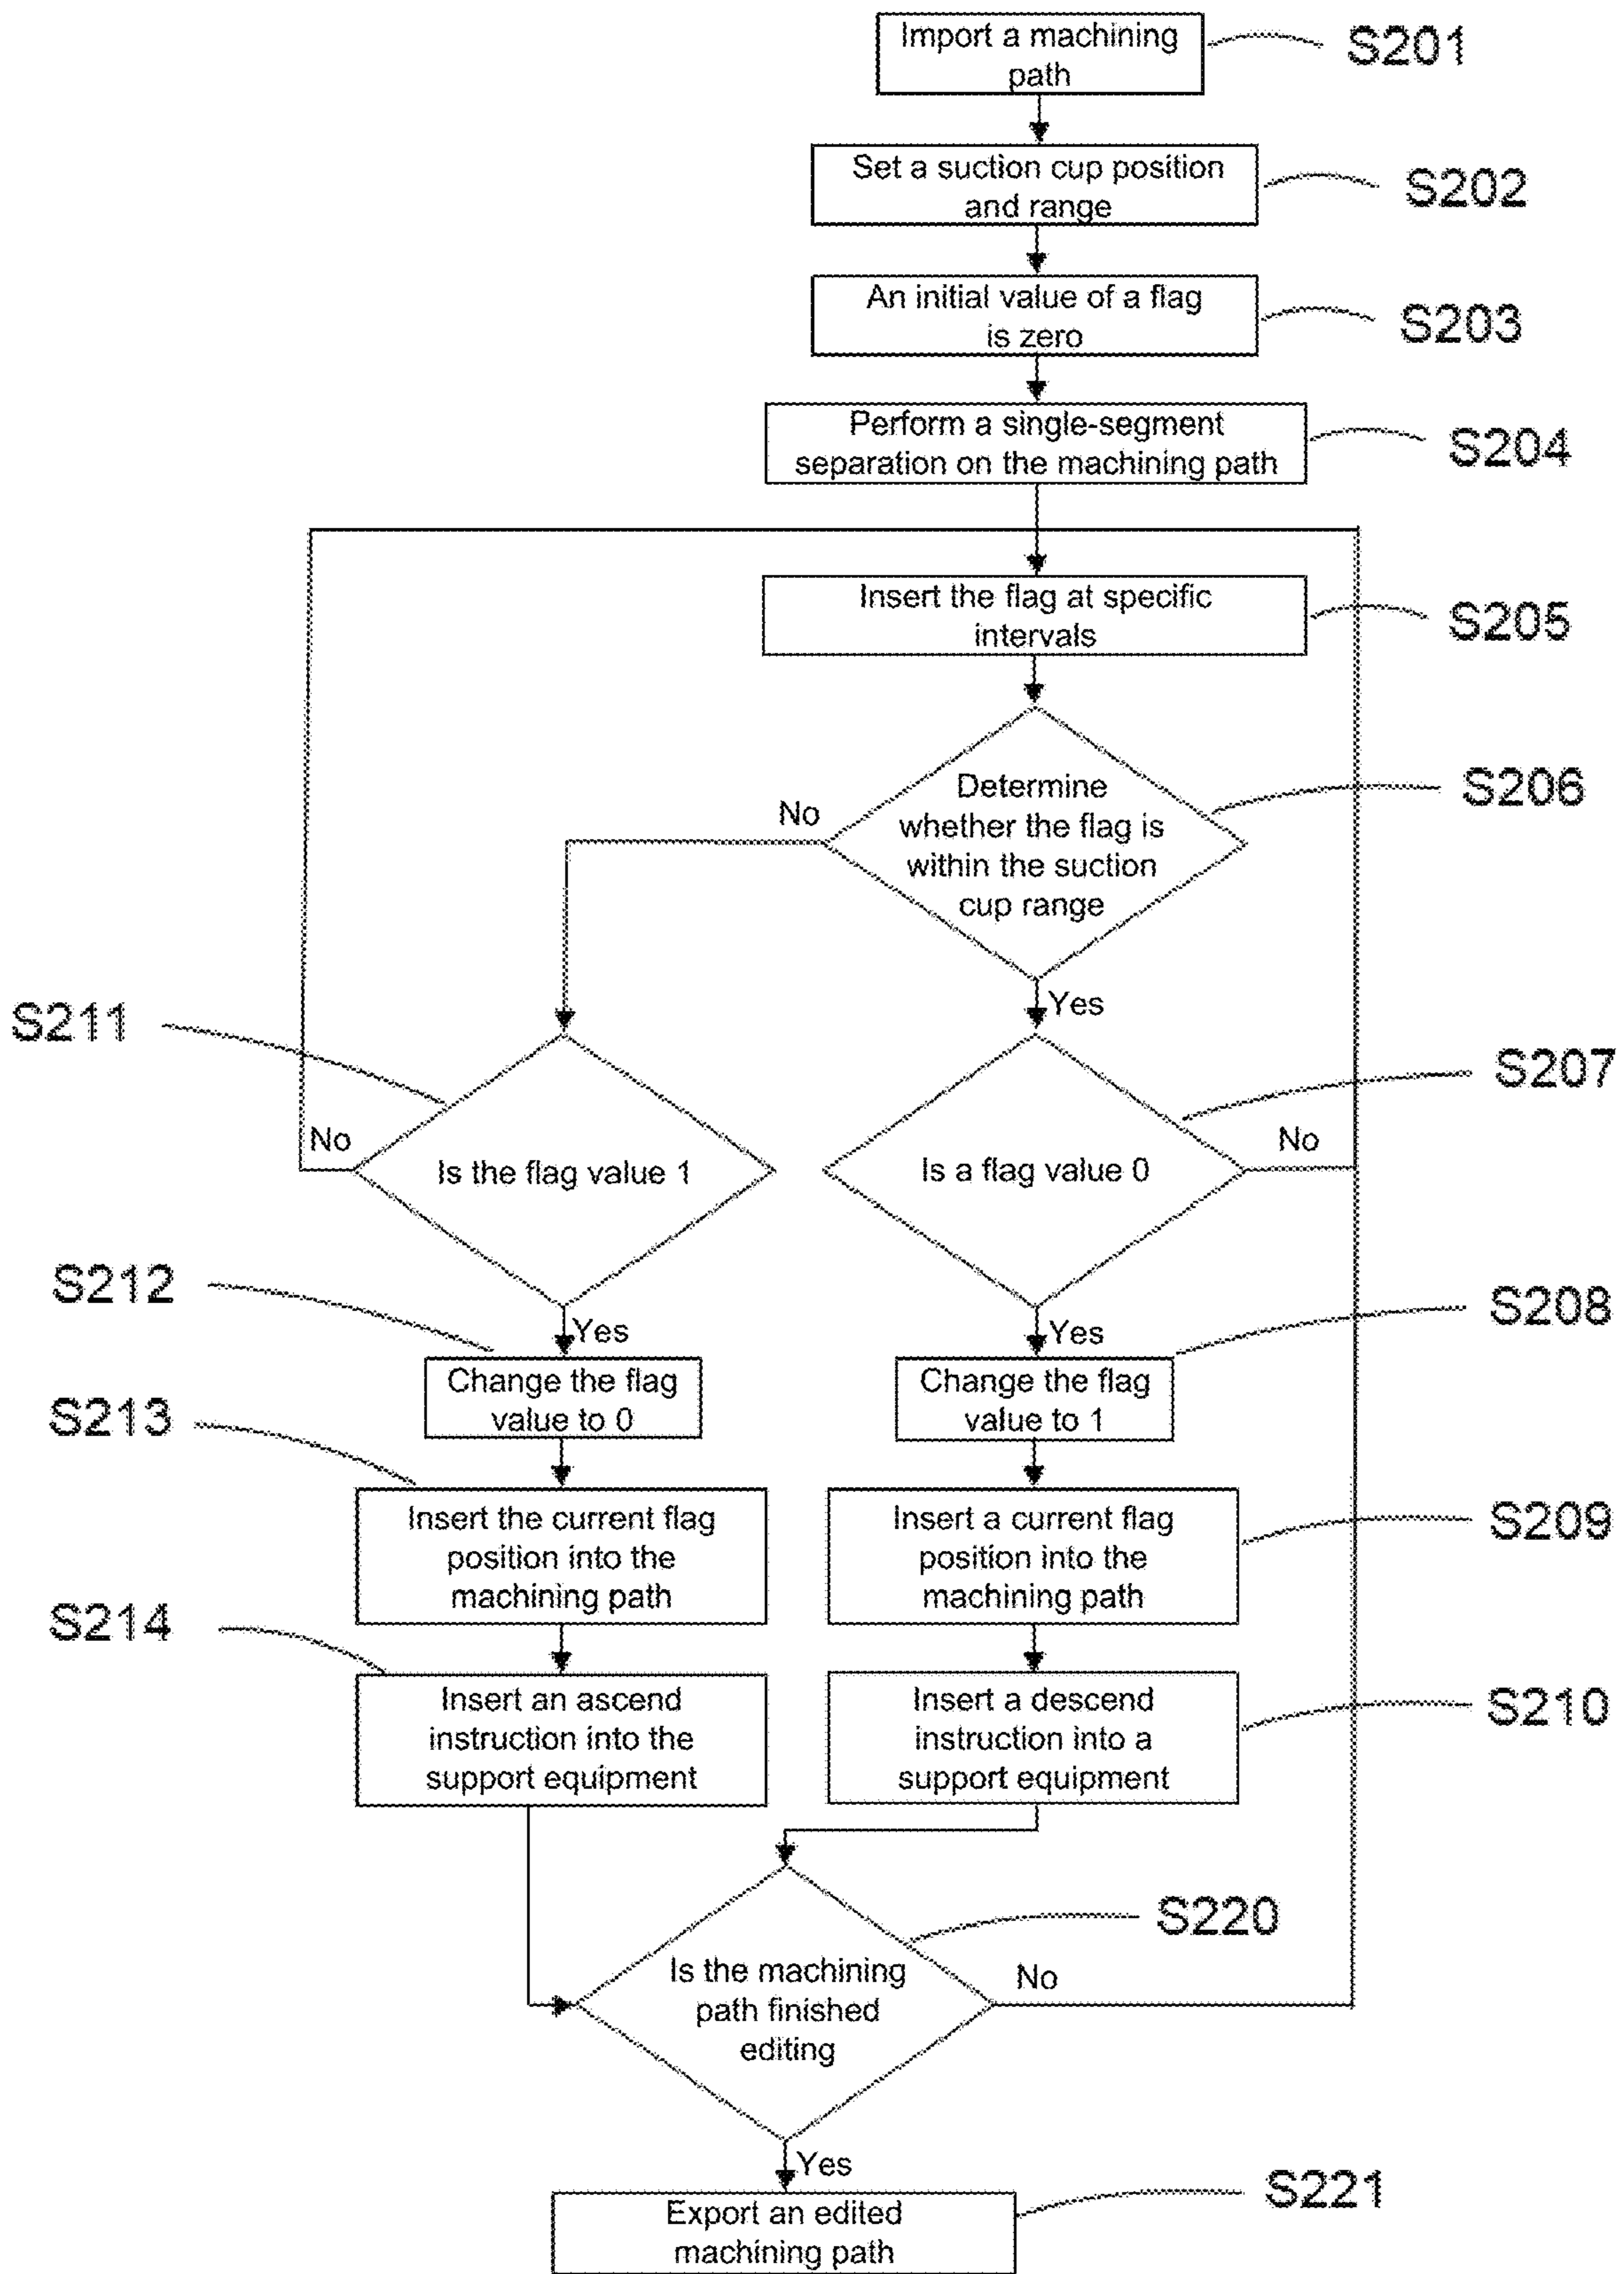 Import a machining
path
S201
Set a suction cup position
and range
S202
An initial value of a flag
is zero
S203
Perform a single-segment
separation on the machining path
S204
Insert the flag at specific
intervals
S205
Determine
whether the flag is
within the suction
cup range
S206
No
Yes
S211
Is the flag value 1
No
Is a flag value 0
No
S207
S212
Yes
Yes
S208
Change the flag
value to 0
Change the flag
value to 1
S213
Insert the current flag
position into the
machining path
Insert a current flag
position into the
machining path
S209
S214
Insert an ascend
instruction into the
support equipment
Insert a descend
instruction into a
support equipment
S210
S220
Is the machining
path finished
editing
No
Yes
Export an edited
machining path
S221